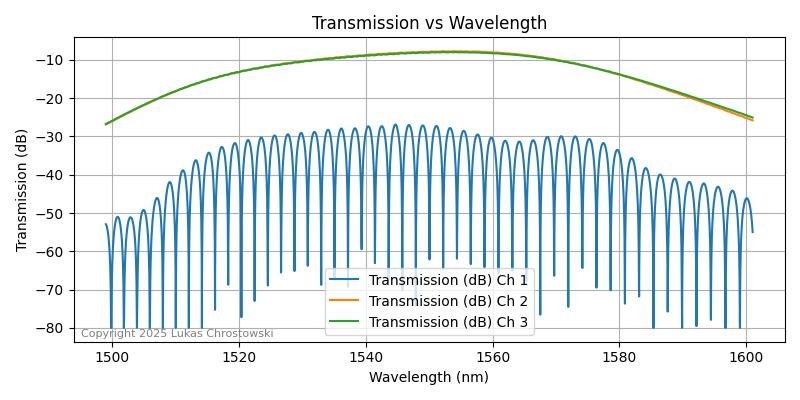 Transmission vs Wavelength
Transmission (dB)
−10
−20
−30
−40
−50
−60
−70
−80
Transmission (dB) Ch 1
Transmission (dB) Ch 2
Transmission (dB) Ch 3
Copyright 2025 Lukas Chrostowski
1500
1520
1540
1560
1580
1600
Wavelength (nm)